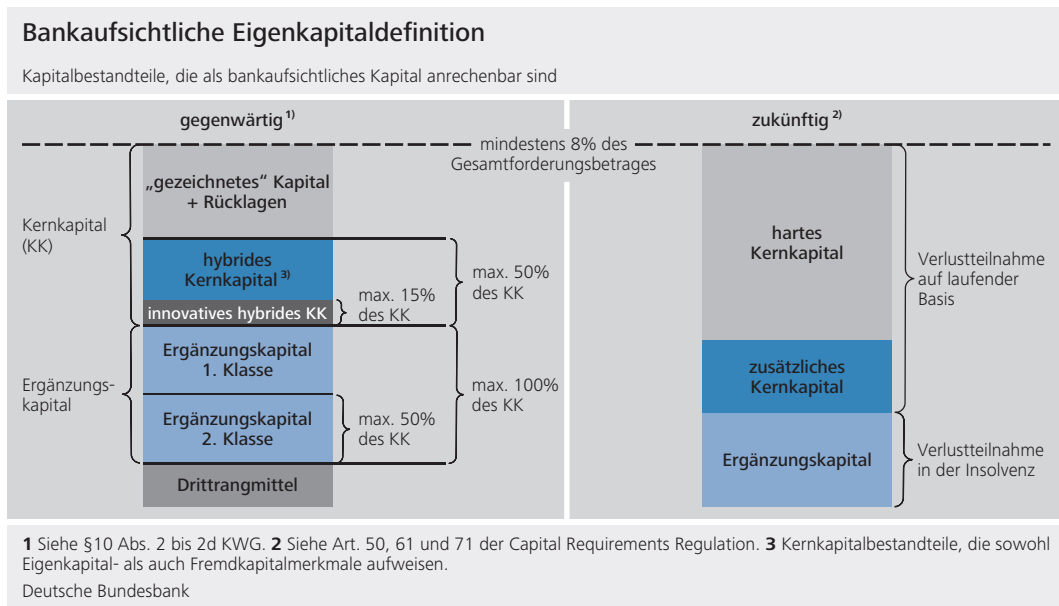 Bankaufsichtliche Eigenkapitaldefinition
Kapitalbestandteile, die als bankaufsichtliches Kapital anrechenbar sind
gegenwärtig 1)
zukünftig 2)
mindestens 8% des
Gesamtforderungsbetrages
Kernkapital
(KK)
„gezeichnetes“ Kapital
+ Rücklagen
hybrides
Kernkapital 3)
innovatives hybrides KK
max. 15%
des KK
max. 50%
des KK
Ergänzungs-
kapital
Ergänzungskapital
1. Klasse
Ergänzungskapital
2. Klasse
max. 50%
des KK
max. 100%
des KK
Drittrangmittel
hartes
Kernkapital
zusätzliches
Kernkapital
Ergänzungskapital
Verlustteilnahme
auf laufender
Basis
Verlustteilnahme
in der Insolvenz
1 Siehe §10 Abs. 2 bis 2d KWG. 2 Siehe Art. 50, 61 und 71 der Capital Requirements Regulation. 3 Kernkapitalbestandteile, die sowohl
Eigenkapital- als auch Fremdkapitalmerkmale aufweisen.
Deutsche Bundesbank